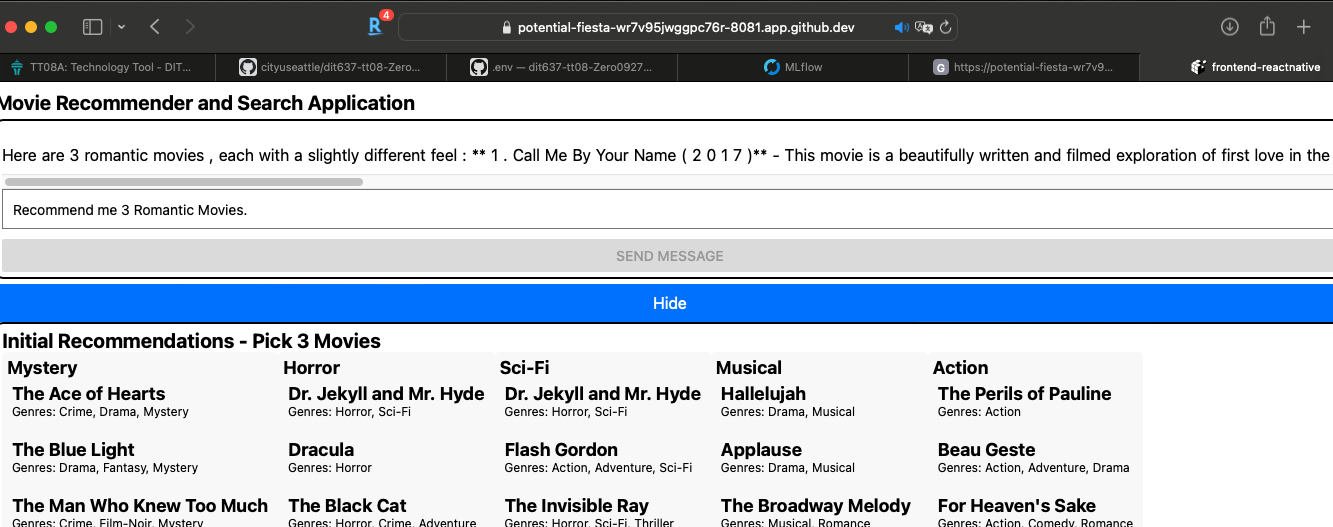 4
potential-fiesta-wr7v95jwggpc76r-8081.app.github.dev
TT08A: Technology Tool - DIT... cityuseattle/dit637-tt08-Zero... .env — dit637-tt08-Zero0927... MLflow G https://potential-fiesta-wr7v9... frontend-reactnative
Movie Recommender and Search Application
Here are 3 romantic movies , each with a slightly different feel : ** 1 . Call Me By Your Name ( 2 0 1 7 )** - This movie is a beautifully written and filmed exploration of first love in the
Recommend me 3 Romantic Movies.
SEND MESSAGE
Hide
Initial Recommendations - Pick 3 Movies
Mystery Horror Sci-Fi Musical Action
The Ace of Hearts Dr. Jekyll and Mr. Hyde Dr. Jekyll and Mr. Hyde Hallelujah The Perils of Pauline
Genres: Crime, Drama, Mystery Genres: Horror, Sci-Fi Genres: Horror, Sci-Fi Genres: Drama, Musical Genres: Action
The Blue Light Dracula Flash Gordon Applause Beau Geste
Genres: Drama, Fantasy, Mystery Genres: Horror Genres: Action, Adventure, Sci-Fi Genres: Drama, Musical Genres: Action, Adventure, Drama
The Man Who Knew Too Much The Black Cat The Invisible Ray The Broadway Melody For Heaven's Sake
Genres: Crime, Film-Noir, Mystery Genres: Horror, Crime, Adventure Genres: Horror, Sci-Fi, Thriller Genres: Musical, Romance Genres: Action, Comedy, Romance